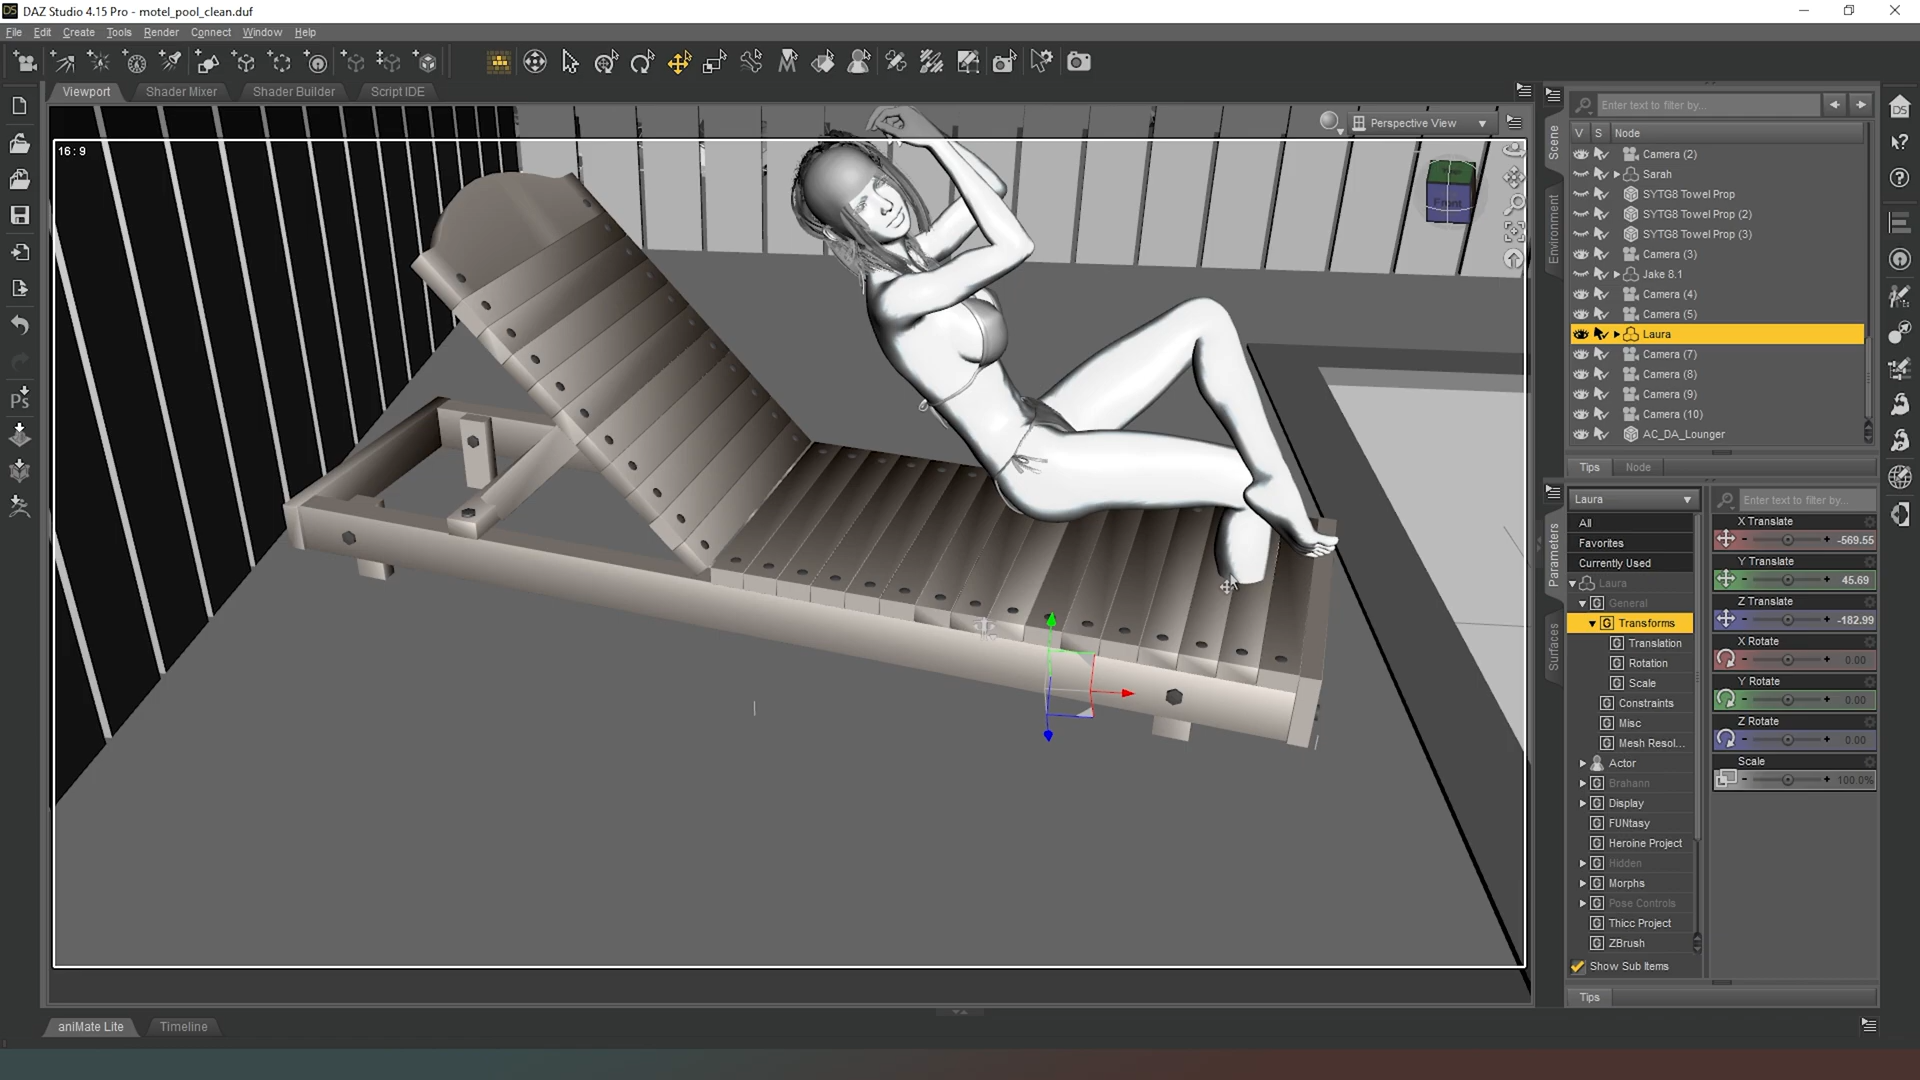 DAZ Studio 4.15 Pro - motel_pool_clean.duf
File Edit Create Tools Render Connect Window Help
Viewport Shader Mixer Shader Builder Script IDE
16 : 9
Perspective View
Front
Scene
Environment
Enter text to filter by...
V S Node
Camera (2)
Sarah
SYTG8 Towel Prop
SYTG8 Towel Prop (2)
SYTG8 Towel Prop (3)
Camera (3)
Jake 8.1
Camera (4)
Camera (5)
Laura
Camera (7)
Camera (8)
Camera (9)
Camera (10)
AC_DA_Lounger
Tips Node
Parameters
Surfaces
Laura
Enter text to filter by...
All
Favorites
Currently Used
Laura
General
Transforms
Translation
Rotation
Scale
Constraints
Misc
Mesh Resol...
Actor
Brahann
Display
FUNtasy
Heroine Project
Hidden
Morphs
Pose Controls
Thicc Project
ZBrush
Show Sub Items
X Translate
-569.55
Y Translate
45.69
Z Translate
-182.99
X Rotate
0.00
Y Rotate
0.00
Z Rotate
0.00
Scale
100.0%
Tips
aniMate Lite Timeline